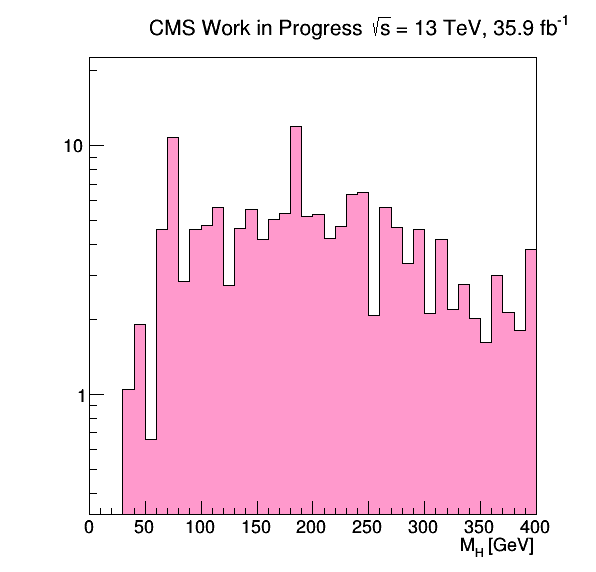 CMS Work in Progress √s = 13 TeV, 35.9 fb⁻¹
10
1
0 50 100 150 200 250 300 350 400
M_H [GeV]